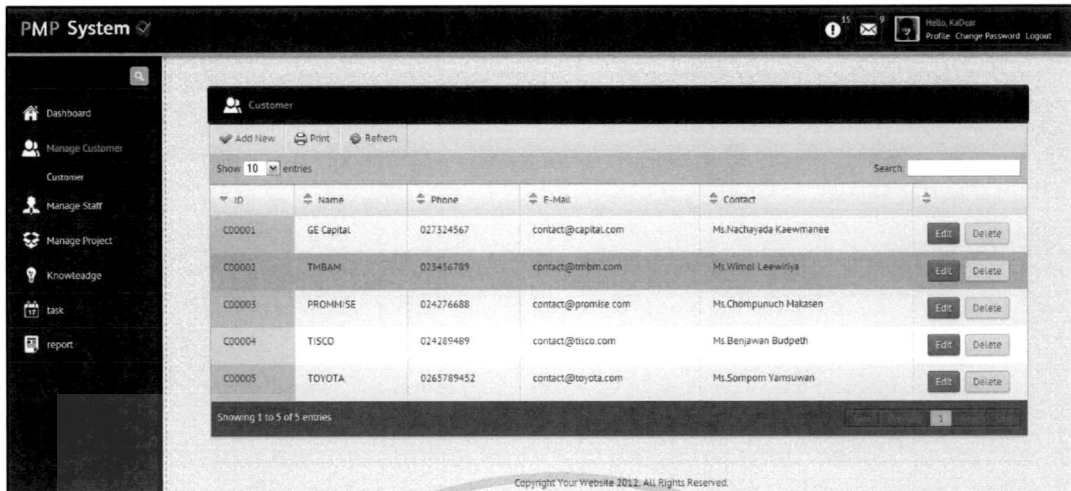 PMP System
15 9 Hello, KaDear
Profile Change Password Logout
Dashboard
Manage Customer
Customer
Manage Staff
Manage Project
Knowleadge
17 task
report
Customer
Add New Print Refresh
Show 10 entries Search:
ID Name Phone E-Mail Contact
C00001 GE Capital 027324567 contact@capital.com Ms.Nachayada Kaewmanee Edit Delete
C00002 TMBAM 023456789 contact@tmbm.com Ms.Wimol Leewiriya Edit Delete
C00003 PROMMISE 024276688 contact@promise.com Ms.Chompunuch Makasen Edit Delete
C00004 TISCO 024289489 contact@tisco.com Ms.Benjawan Budpeth Edit Delete
C00005 TOYOTA 0265789452 contact@toyota.com Ms.Somporn Yamsuwan Edit Delete
Showing 1 to 5 of 5 entries 1
Copyright Your Website 2012. All Rights Reserved.